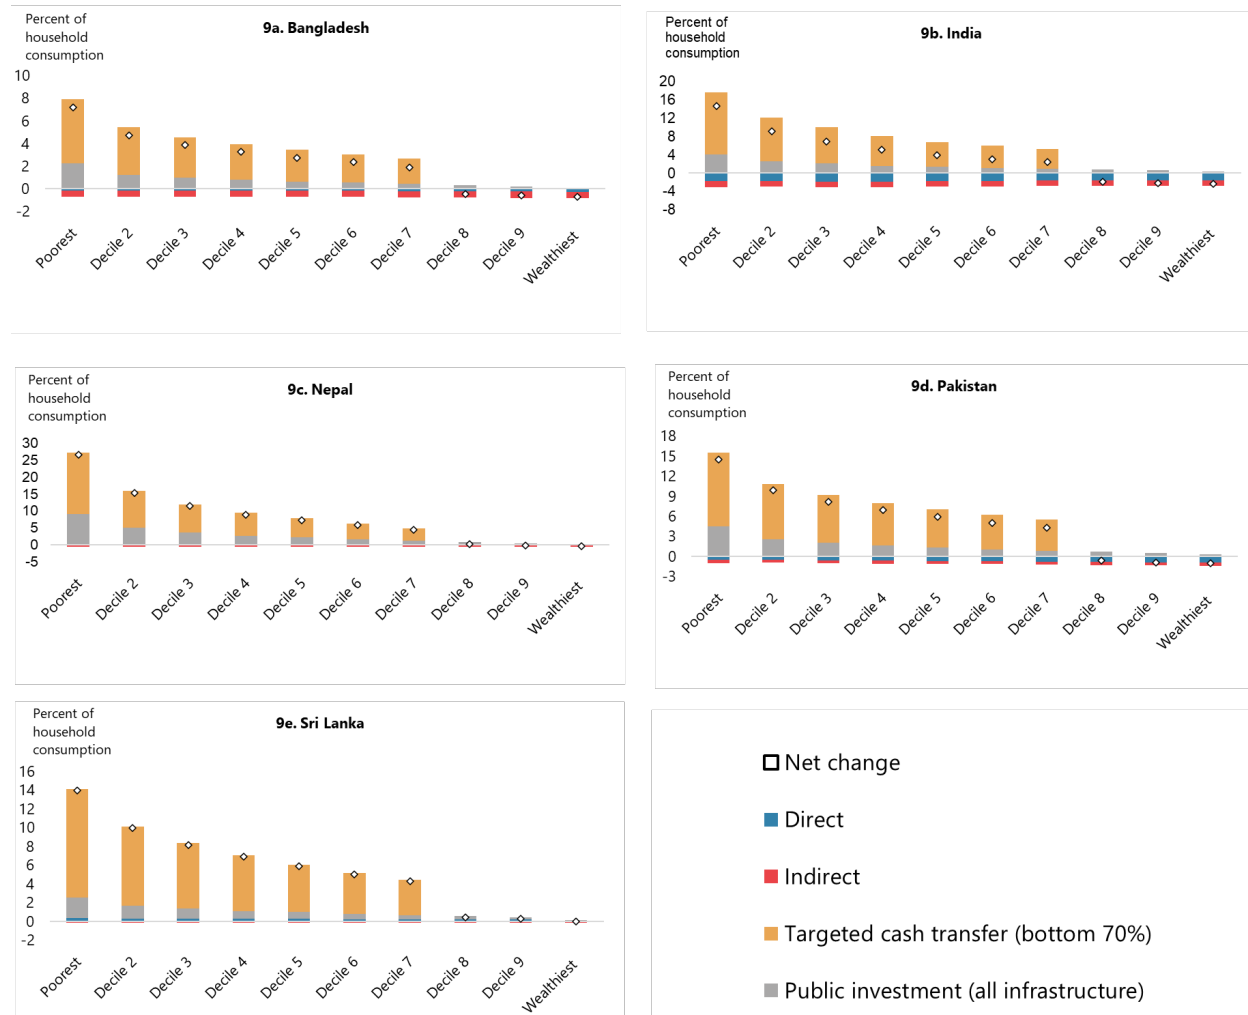 Percent of
household
consumption
9a. Bangladesh
10
8
6
4
2
0
-2
Poorest
Decile 2
Decile 3
Decile 4
Decile 5
Decile 6
Decile 7
Decile 8
Decile 9
Wealthiest
Percent of
household
consumption
9b. India
20
16
12
8
4
0
-4
-8
Poorest
Decile 2
Decile 3
Decile 4
Decile 5
Decile 6
Decile 7
Decile 8
Decile 9
Wealthiest
Percent of
household
consumption
9c. Nepal
30
25
20
15
10
5
0
-5
Poorest
Decile 2
Decile 3
Decile 4
Decile 5
Decile 6
Decile 7
Decile 8
Decile 9
Wealthiest
Percent of
household
consumption
9d. Pakistan
18
15
12
9
6
3
0
-3
Poorest
Decile 2
Decile 3
Decile 4
Decile 5
Decile 6
Decile 7
Decile 8
Decile 9
Wealthiest
Percent of
household
consumption
9e. Sri Lanka
16
14
12
10
8
6
4
2
0
-2
Poorest
Decile 2
Decile 3
Decile 4
Decile 5
Decile 6
Decile 7
Decile 8
Decile 9
Wealthiest
Net change
Direct
Indirect
Targeted cash transfer (bottom 70%)
Public investment (all infrastructure)